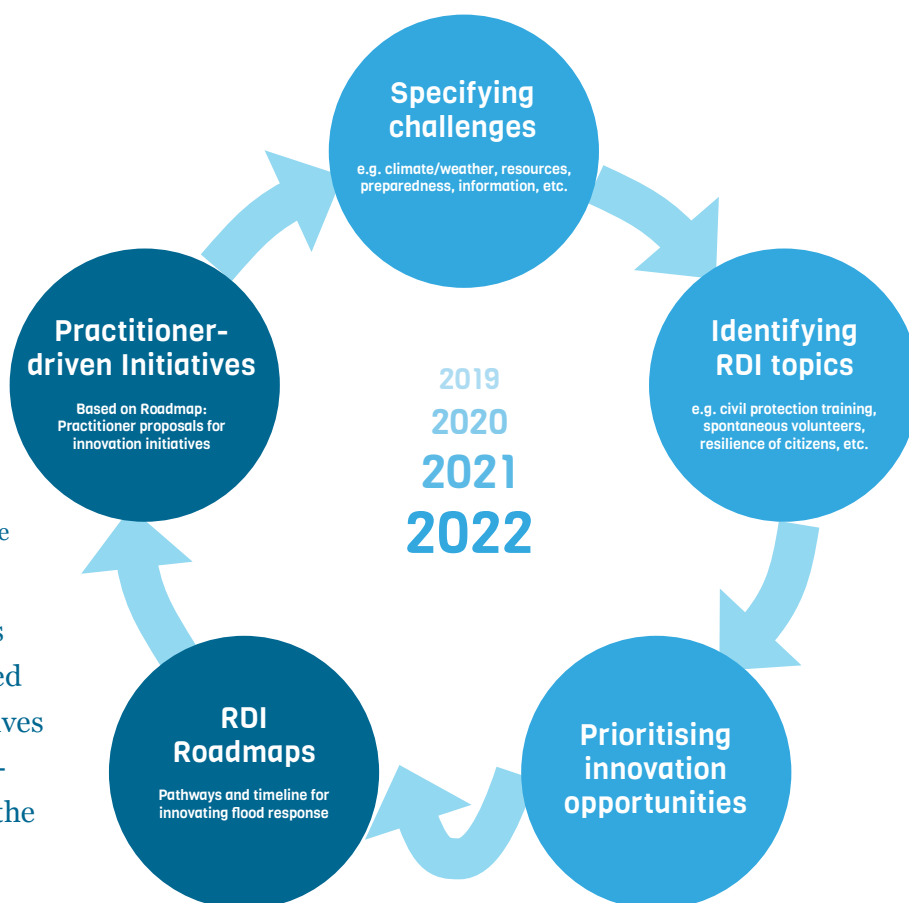 Specifying
challenges
e.g. climate/weather, resources,
preparedness, information, etc.
Identifying
RDI topics
e.g. civil protection training,
spontaneous volunteers,
resilience of citizens, etc.
Prioritising
innovation
opportunities
RDI
Roadmaps
Pathways and timeline for
innovating flood response
Practitioner-
driven Initiatives
Based on Roadmap:
Practitioner proposals for
innovation initiatives
2019
2020
2021
2022
the